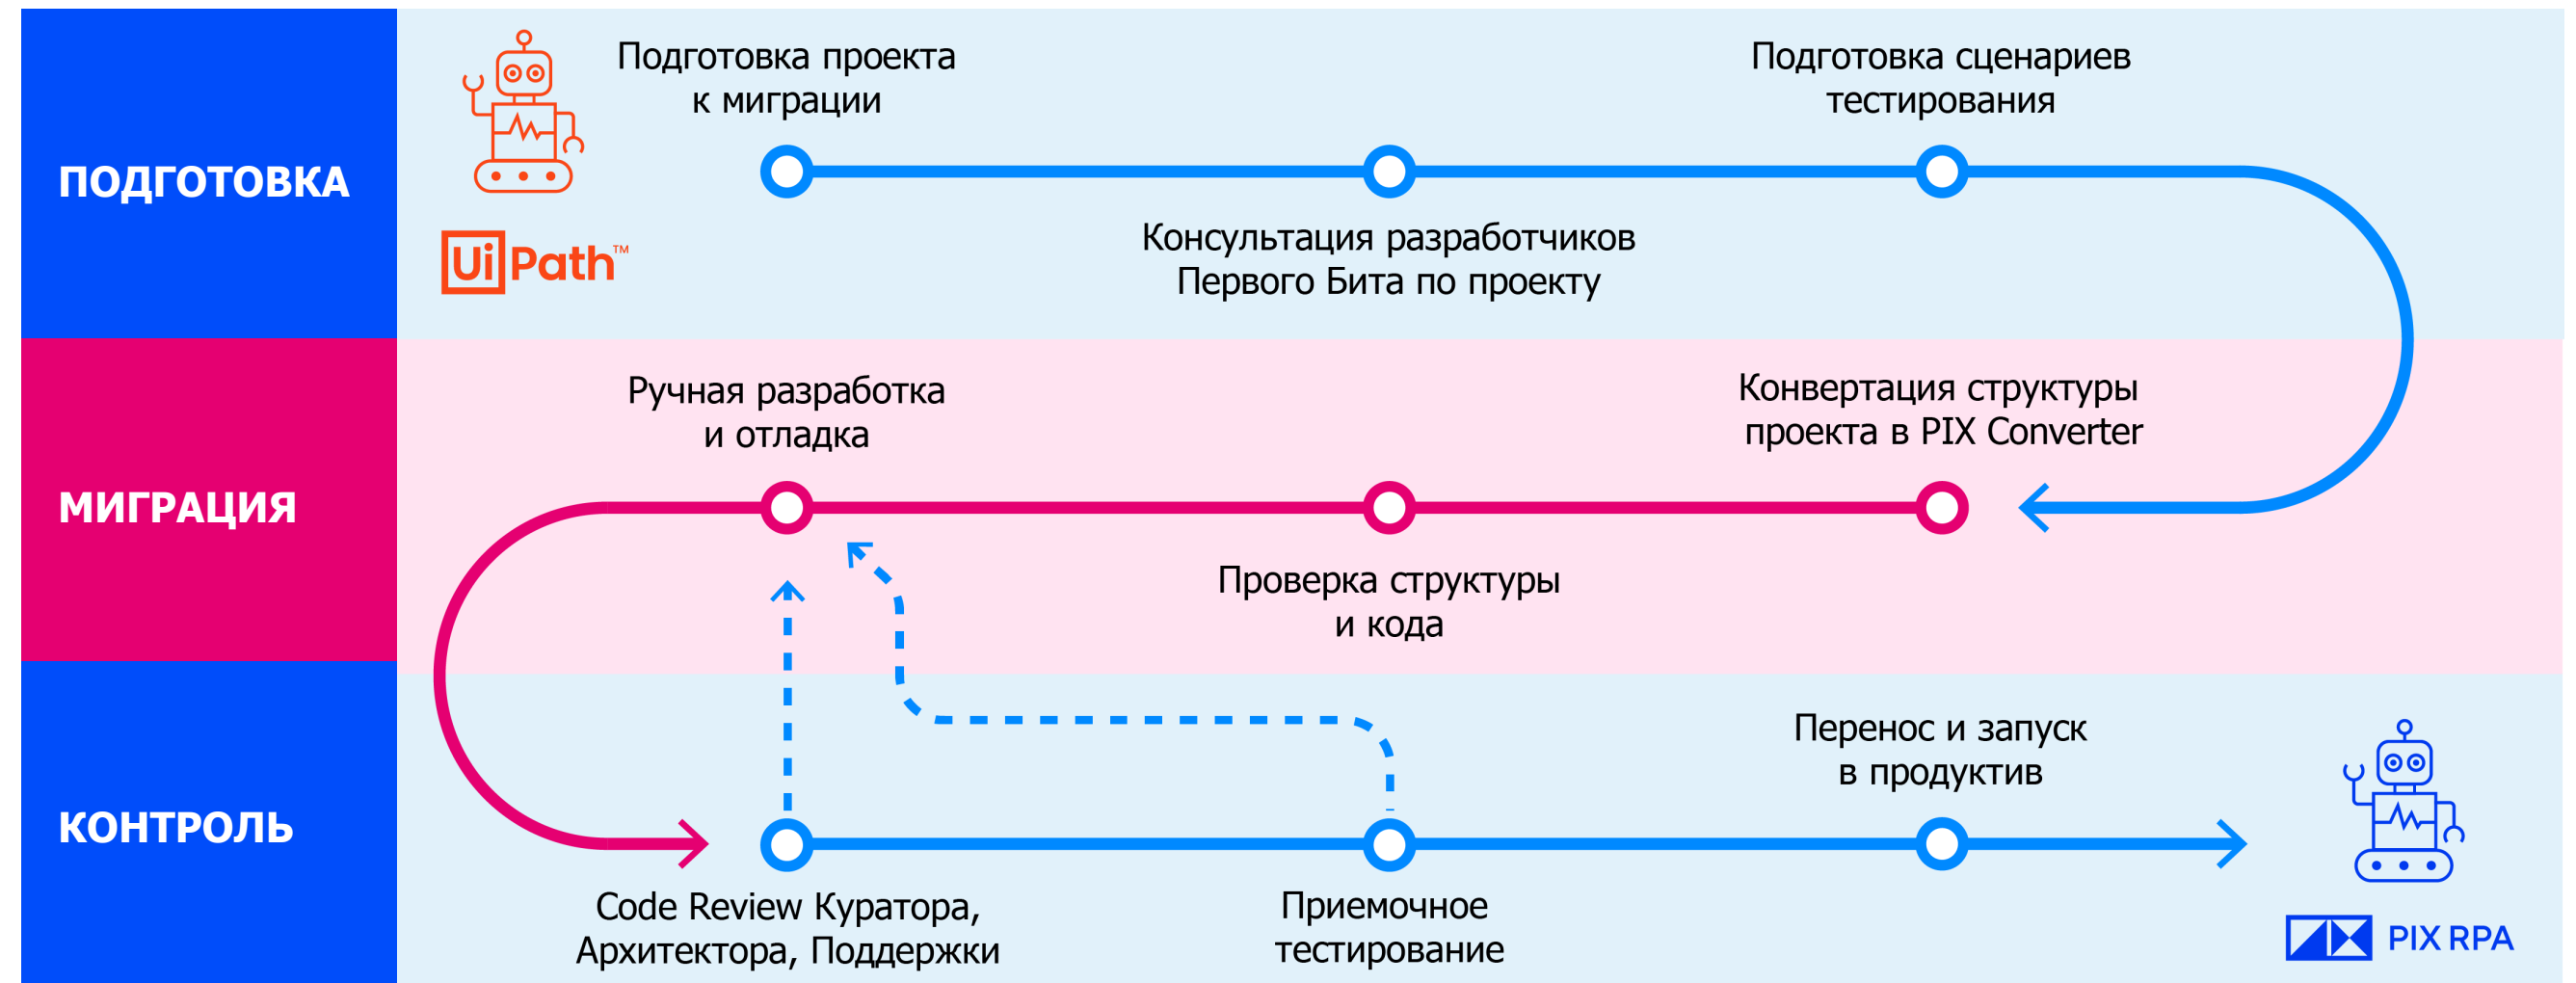 ПОДГОТОВКА
UiPath™
Подготовка проекта
к миграции
Консультация разработчиков
Первого Бита по проекту
Подготовка сценариев
тестирования
МИГРАЦИЯ
Ручная разработка
и отладка
Проверка структуры
и кода
Конвертация структуры
проекта в PIX Converter
КОНТРОЛЬ
Code Review Куратора,
Архитектора, Поддержки
Приемочное
тестирование
Перенос и запуск
в продуктив
PIX RPA